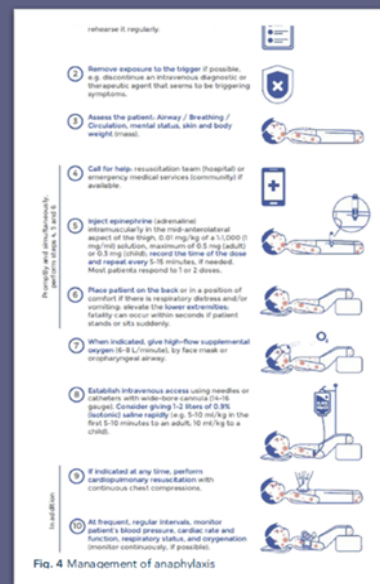 rehearse it regularly.
2 Remove exposure to the trigger if possible,
e.g. discontinue an intravenous diagnostic or
therapeutic agent that seems to be triggering
symptoms.
3 Assess the patient: Airway / Breathing /
Circulation, mental status, skin and body
weight (mass).
Promptly and simultaneously,
perform steps 4, 5 and 6
4 Call for help: resuscitation team (hospital) or
emergency medical services (community) if
available.
5 Inject epinephrine (adrenaline)
intramuscularly in the mid-anterolateral
aspect of the thigh, 0.01 mg/kg of a 1:1,000 (1
mg/ml) solution, maximum of 0.5 mg (adult)
or 0.3 mg (child); record the time of the
dose and repeat every 5-15 minutes, if needed.
Most patients respond to 1 or 2 doses.
6 Place patient on the back or in a position of
comfort if there is respiratory distress and/or
vomiting; elevate the lower extremities;
fatality can occur within seconds if patient
stands or sits suddenly.
7 When indicated, give high-flow supplemental
oxygen (6-8 L/minute), by face mask or
oropharyngeal airway.
O₂
8 Establish intravenous access using needles or
catheters with wide-bore cannula (14-16
gauge). Consider giving 1-2 liters of 0.9%
(isotonic) saline rapidly (e.g. 5-10 ml/kg in the
first 5-10 minutes to an adult, 10 ml/kg to a
child).
In addition
9 If indicated at any time, perform
cardiopulmonary resuscitation with
continuous chest compressions.
10 At frequent, regular intervals, monitor
patient's blood pressure, cardiac rate and
function, respiratory status, and oxygenation
(monitor continuously, if possible).
Fig. 4 Management of anaphylaxis